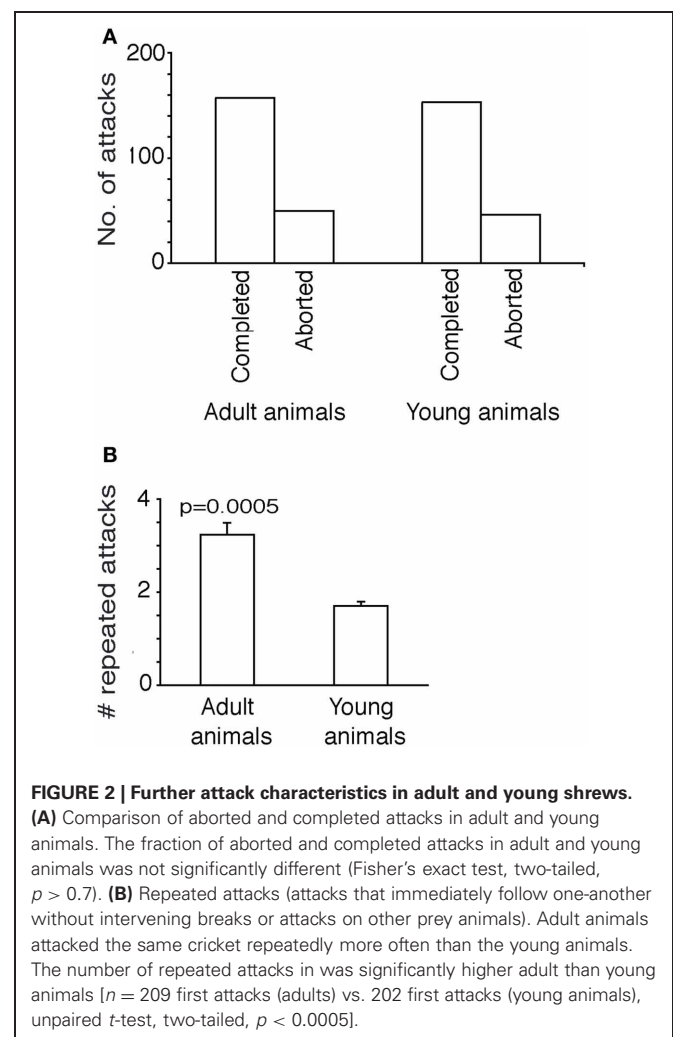 A
200
100
0
No. of attacks
Completed
Aborted
Completed
Aborted
Adult animals
Young animals
B
4
2
0
# repeated attacks
p=0.0005
Adult
animals
Young
animals
FIGURE 2 | Further attack characteristics in adult and young shrews.
(A) Comparison of aborted and completed attacks in adult and young
animals. The fraction of aborted and completed attacks in adult and young
animals was not significantly different (Fisher's exact test, two-tailed,
p > 0.7). (B) Repeated attacks (attacks that immediately follow one-another
without intervening breaks or attacks on other prey animals). Adult animals
attacked the same cricket repeatedly more often than the young animals.
The number of repeated attacks in was significantly higher adult than young
animals [n = 209 first attacks (adults) vs. 202 first attacks (young animals),
unpaired t-test, two-tailed, p < 0.0005].